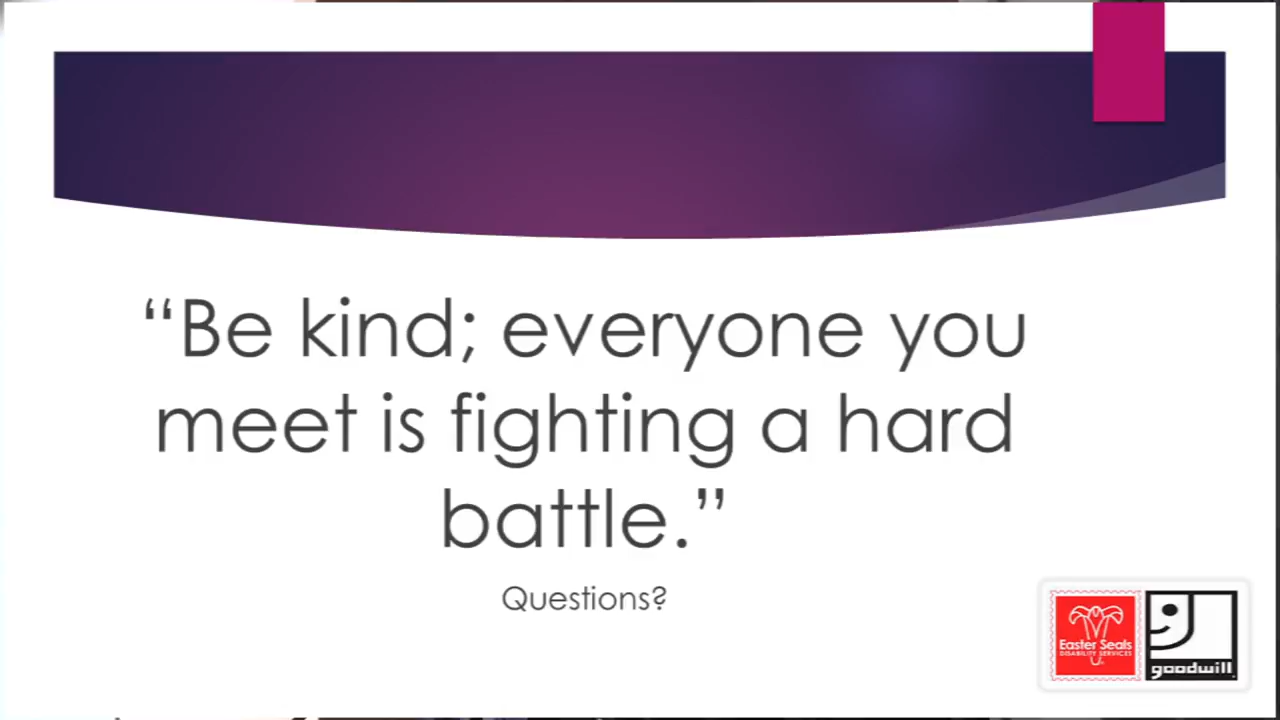 “Be kind; everyone you
meet is fighting a hard
battle.”
Questions?
Easter Seals
DISABILITY SERVICES
goodwill